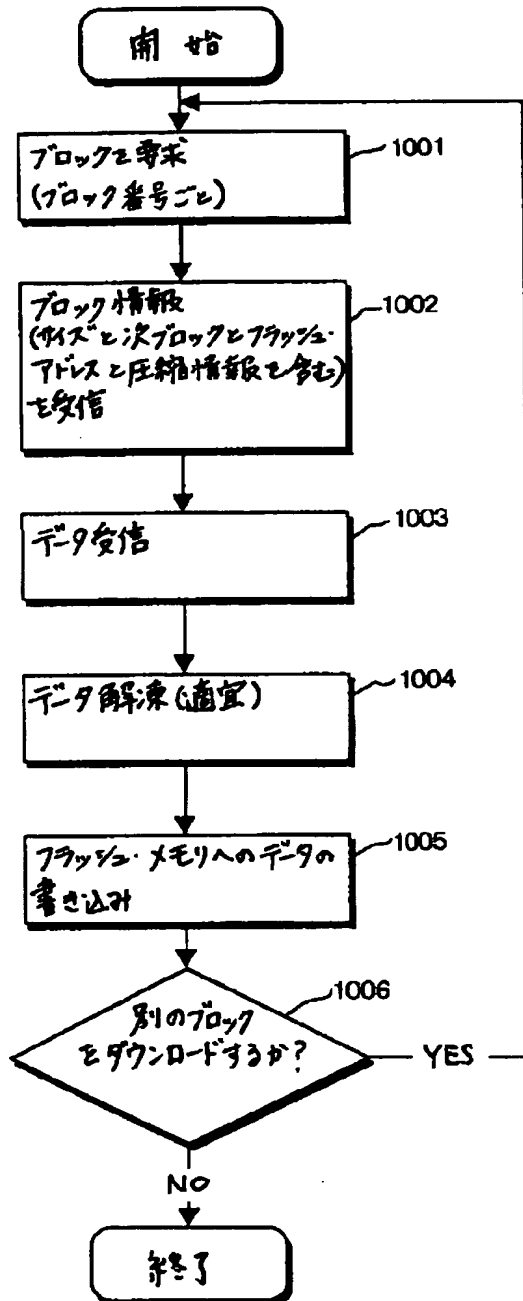 開始
ブロックを要求
1001
(ブロック番号ごと)
ブロック情報
1002
(サイズと次ブロックとフラッシュ・
アドレスと圧縮情報を含む)
を受信
データ受信
1003
データ解凍(適宜)
1004
フラッシュ・メモリへのデータの
1005
書き込み
1006
別のブロック
をダウンロードするか?
YES
NO
終了